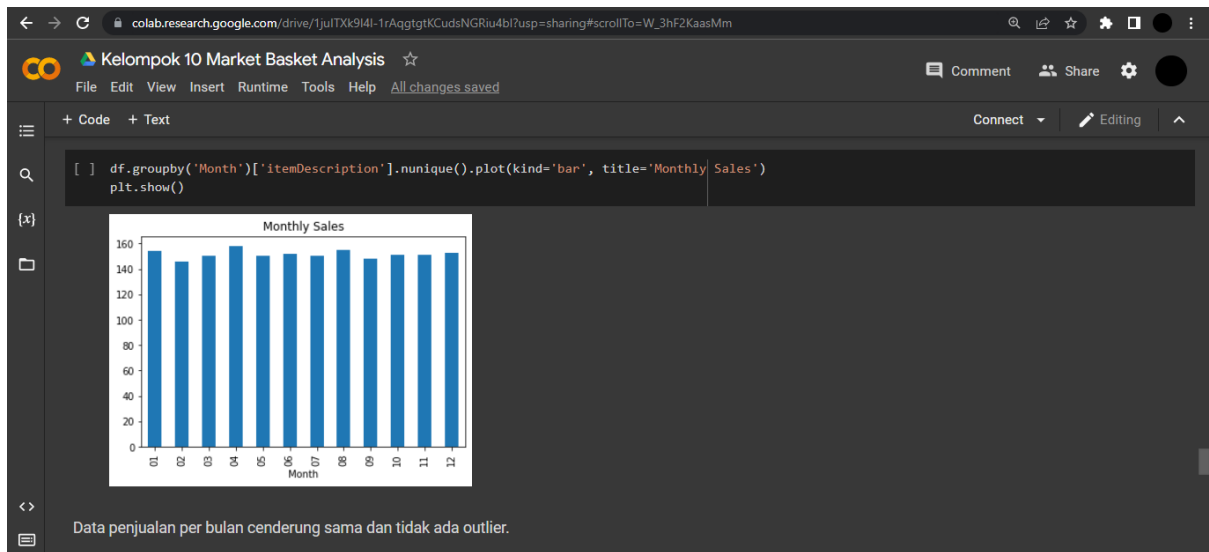 colab.research.google.com/drive/1juITXk9I4I-1rAqgtgtKCudsNGRiu4bI?usp=sharing#scrollTo=W_3hF2KaasMm
Kelompok 10 Market Basket Analysis
File Edit View Insert Runtime Tools Help All changes saved
Comment Share
+ Code + Text Connect Editing
[ ] df.groupby('Month')['itemDescription'].nunique().plot(kind='bar', title='Monthly Sales')
plt.show()
{x}
Monthly Sales
160
140
120
100
80
60
40
20
0
01 02 03 04 05 06 07 08 09 10 11 12
Month
Data penjualan per bulan cenderung sama dan tidak ada outlier.